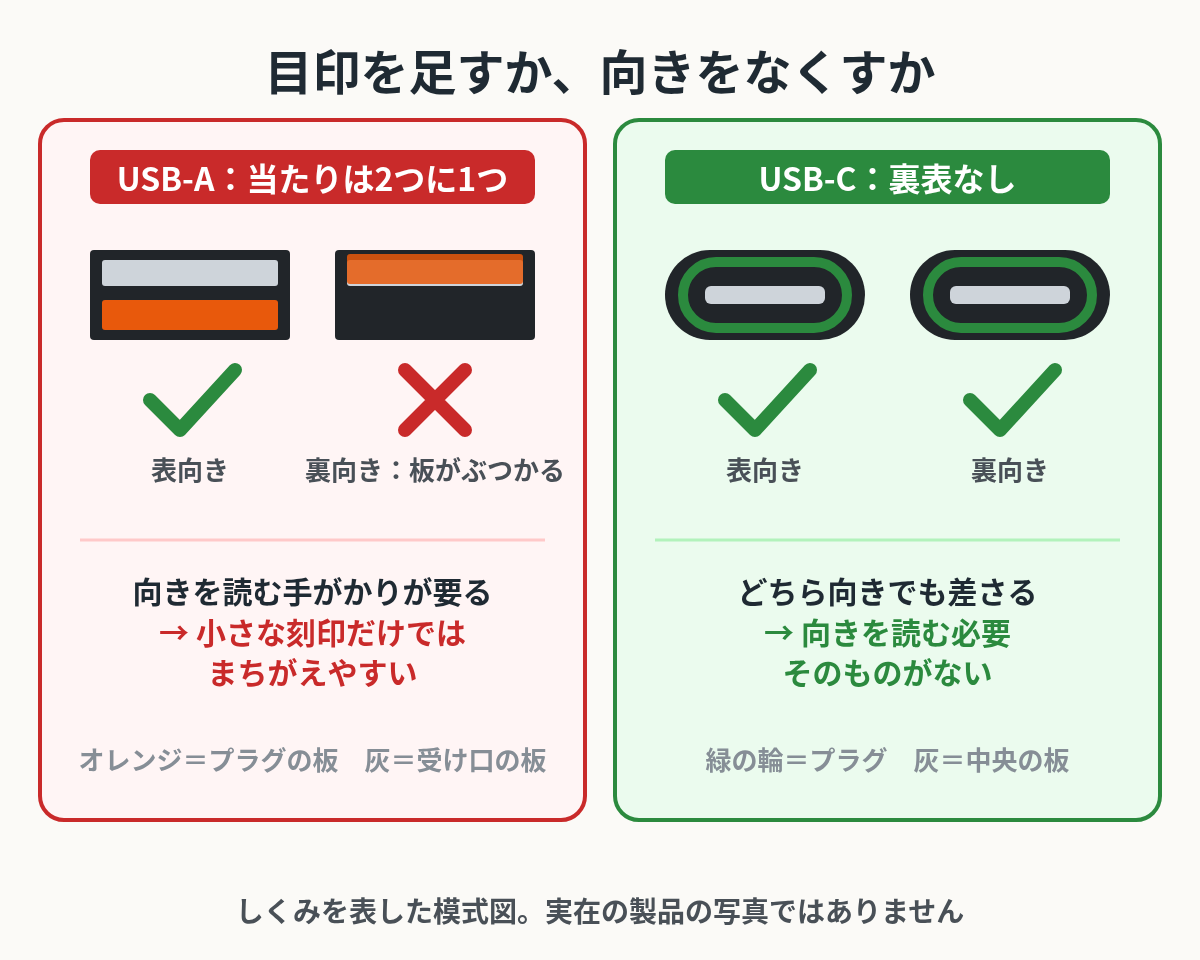 目印を足すか、向きをなくすか
USB-A：当たりは2つに1つ
表向き
裏向き：板がぶつかる
向きを読む手がかりが要る
→ 小さな刻印だけでは
まちがえやすい
オレンジ＝プラグの板　灰＝受け口の板
USB-C：裏表なし
表向き
裏向き
どちら向きでも差さる
→ 向きを読む必要
そのものがない
緑の輪＝プラグ　灰＝中央の板
しくみを表した模式図。実在の製品の写真ではありません